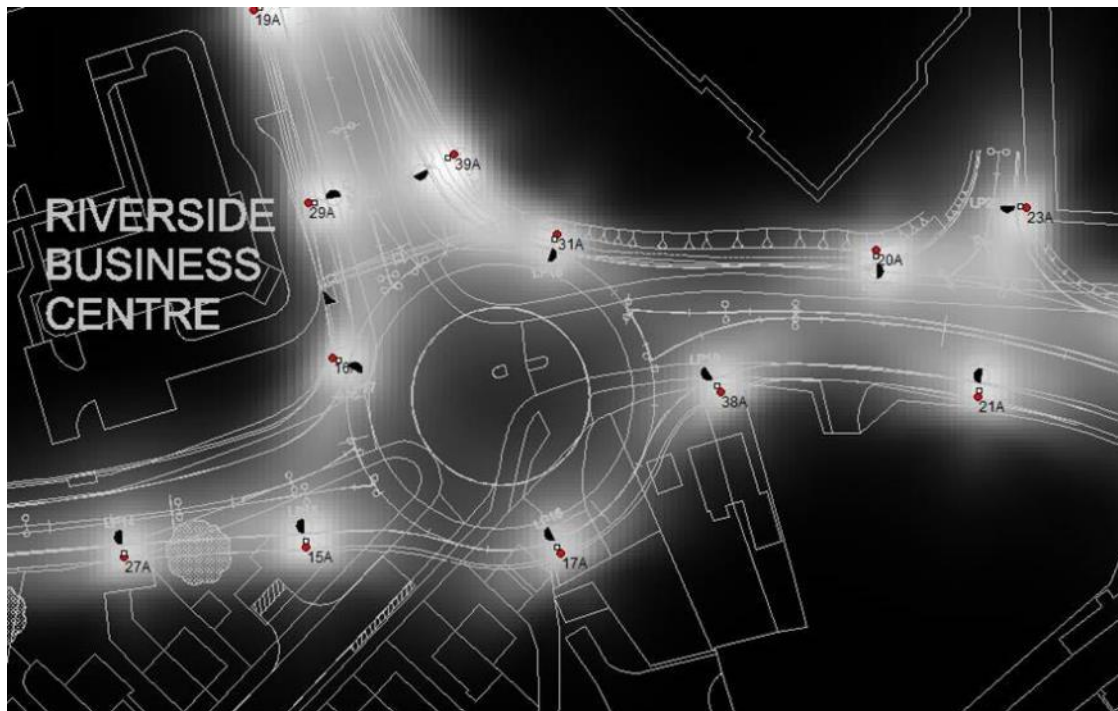 19A
39A
29A
RIVERSIDE
BUSINESS
CENTRE
31A
23A
20A
38A
21A
27A
15A
17A